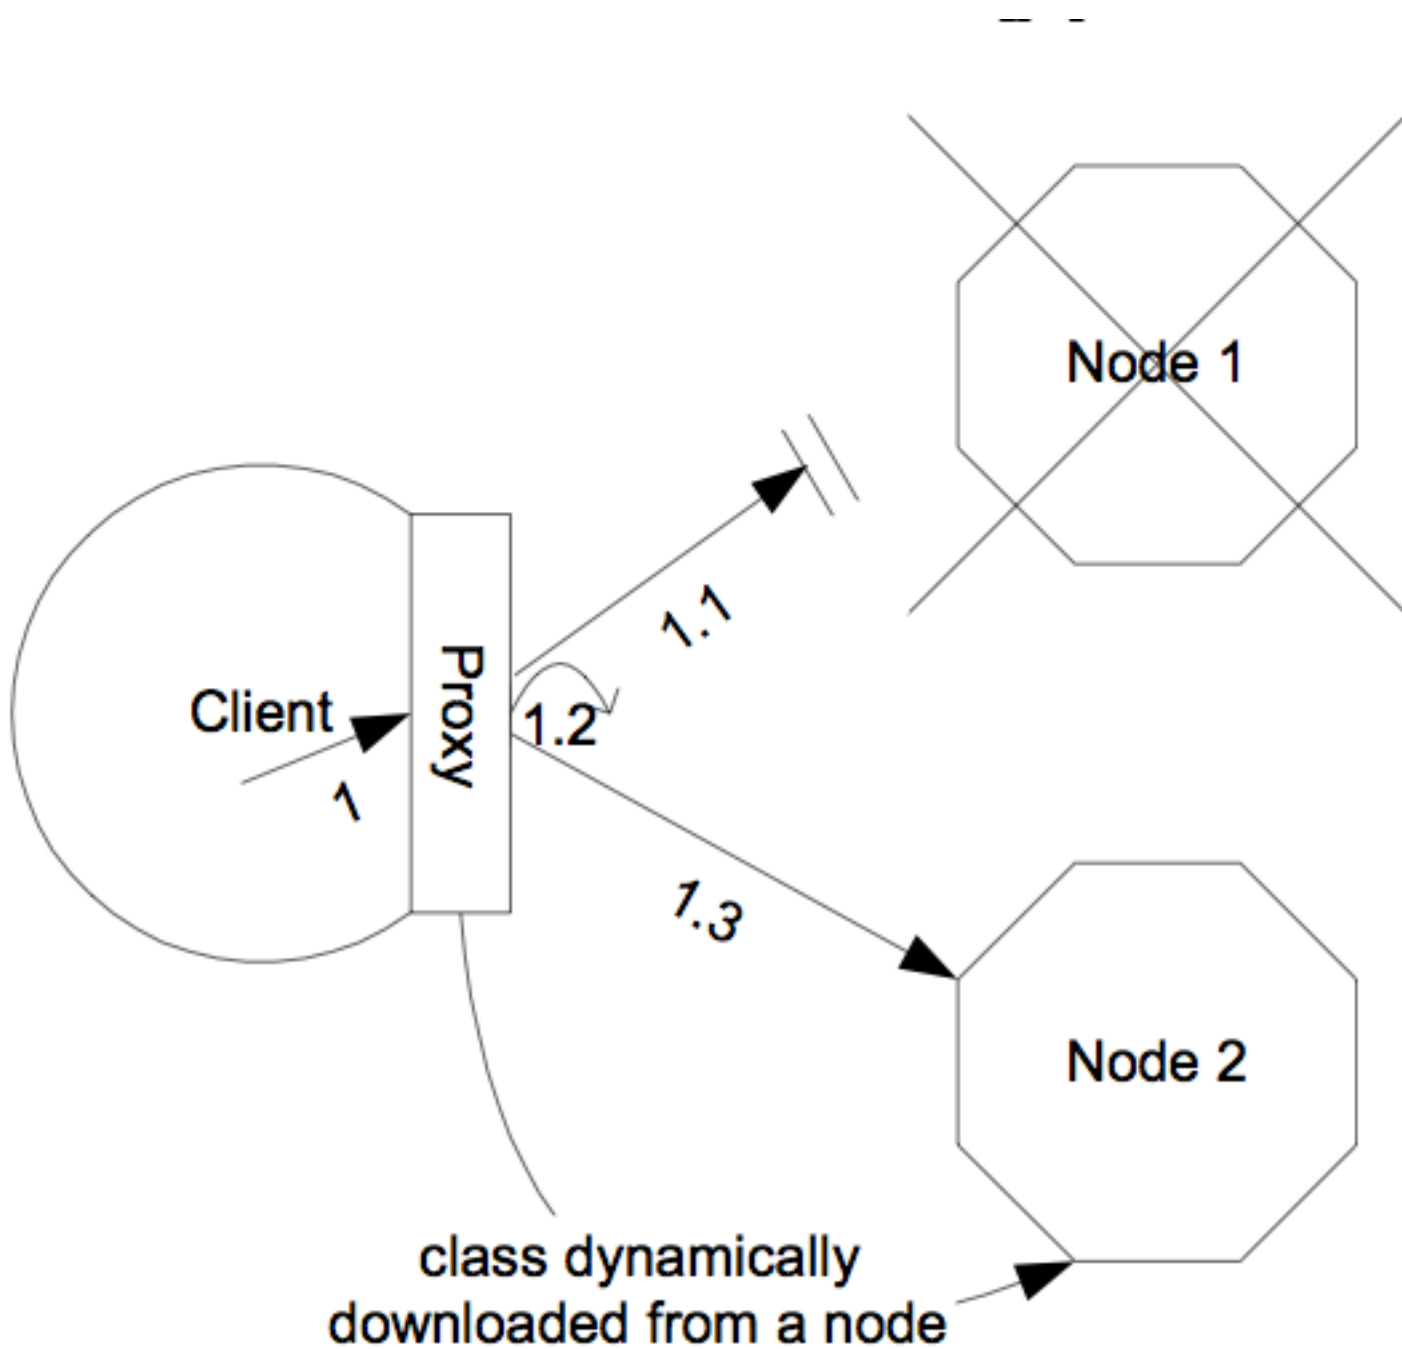 Node 1
1.1
Proxy
Client
1.2
1
1.3
Node 2
class dynamically
downloaded from a node